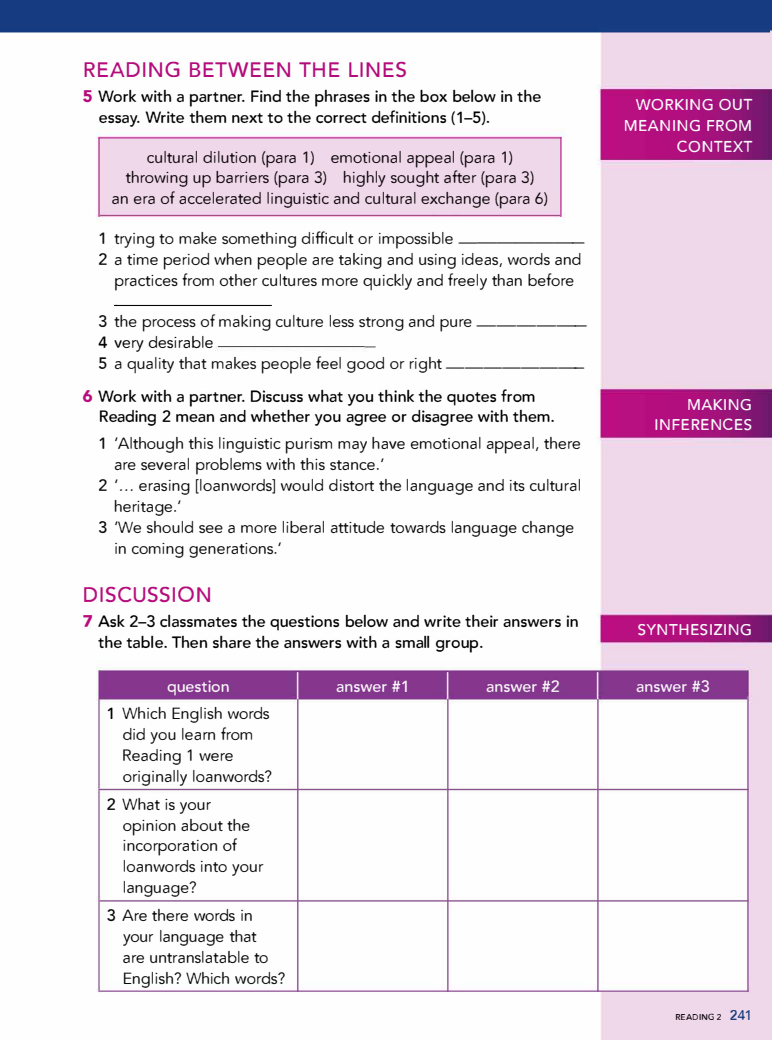 READING BETWEEN THE LINES
5 Work with a partner. Find the phrases in the box below in the
essay. Write them next to the correct definitions (1–5).
WORKING OUT
MEANING FROM
CONTEXT
cultural dilution (para 1) emotional appeal (para 1)
throwing up barriers (para 3) highly sought after (para 3)
an era of accelerated linguistic and cultural exchange (para 6)
1 trying to make something difficult or impossible
2 a time period when people are taking and using ideas, words and
practices from other cultures more quickly and freely than before
3 the process of making culture less strong and pure
4 very desirable
5 a quality that makes people feel good or right
6 Work with a partner. Discuss what you think the quotes from
Reading 2 mean and whether you agree or disagree with them.
MAKING
INFERENCES
1 ‘Although this linguistic purism may have emotional appeal, there
are several problems with this stance.’
2 ‘… erasing [loanwords] would distort the language and its cultural
heritage.’
3 ‘We should see a more liberal attitude towards language change
in coming generations.’
DISCUSSION
7 Ask 2–3 classmates the questions below and write their answers in
the table. Then share the answers with a small group.
SYNTHESIZING
question answer #1 answer #2 answer #3
1 Which English words
did you learn from
Reading 1 were
originally loanwords?
2 What is your
opinion about the
incorporation of
loanwords into your
language?
3 Are there words in
your language that
are untranslatable to
English? Which words?
READING 2 241